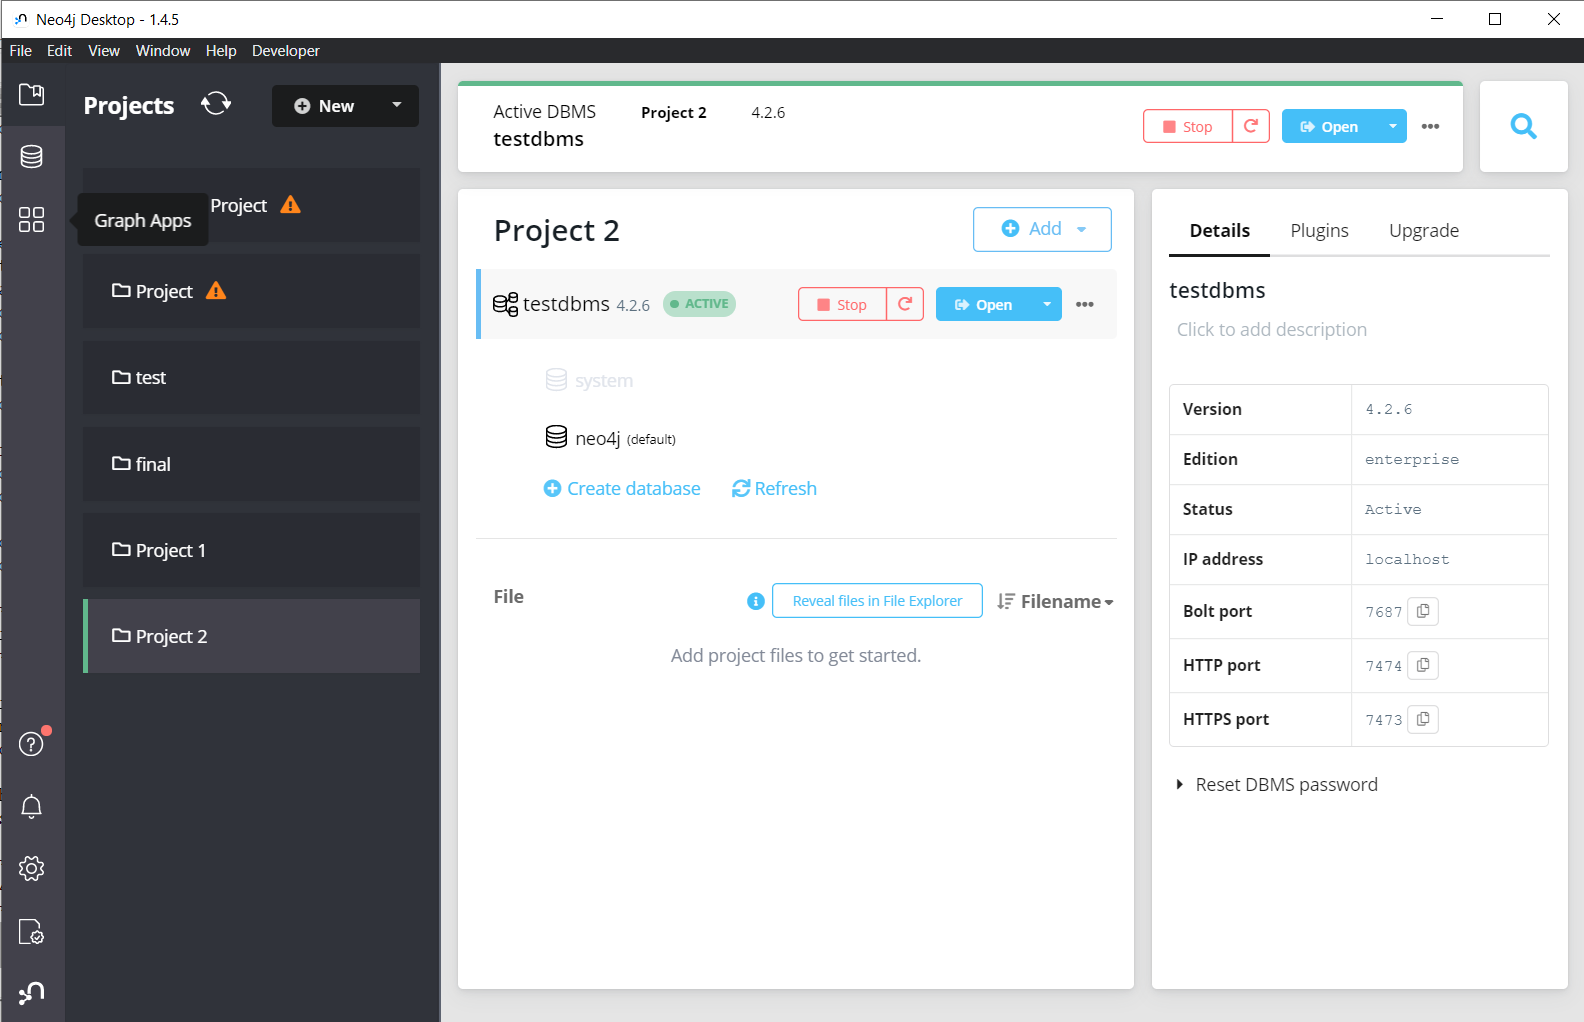 Neo4j Desktop - 1.4.5
File Edit View Window Help Developer
Projects
New
Graph Apps
Project
Project
test
final
Project 1
Project 2
Active DBMS
testdbms
Project 2
4.2.6
Stop
Open
Project 2
Add
testdbms 4.2.6 ACTIVE
Stop
Open
system
neo4j (default)
Create database
Refresh
File
Reveal files in File Explorer
Filename
Add project files to get started.
Details Plugins Upgrade
testdbms
Click to add description
Version 4.2.6
Edition enterprise
Status Active
IP address localhost
Bolt port 7687
HTTP port 7474
HTTPS port 7473
Reset DBMS password